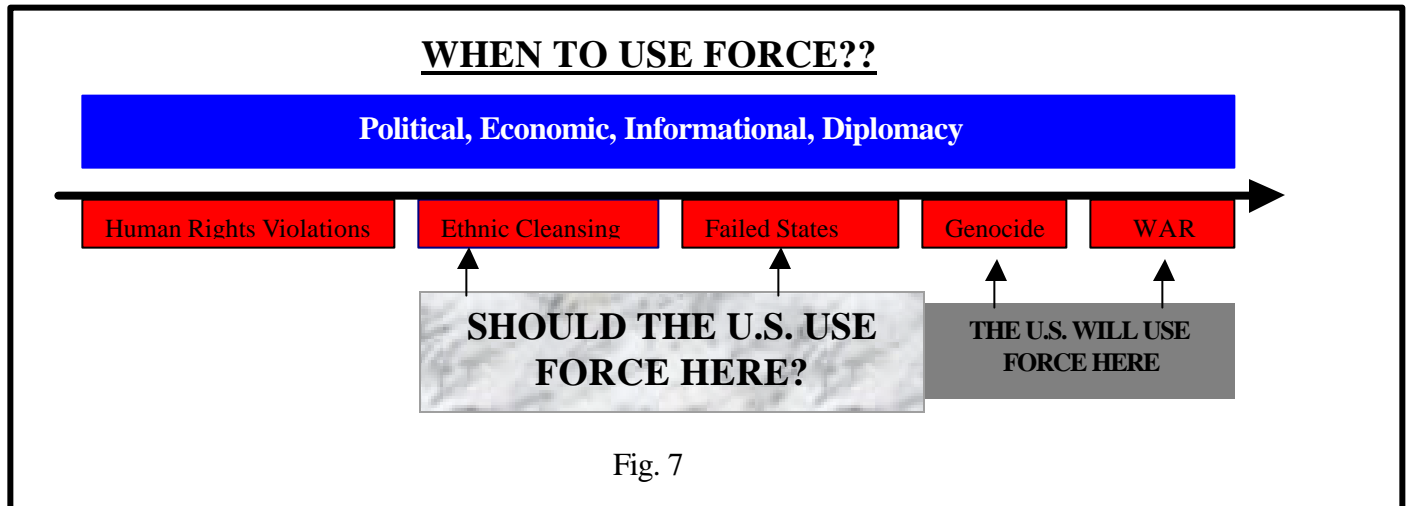 WHEN TO USE FORCE??
Political, Economic, Informational, Diplomacy
Human Rights Violations
Ethnic Cleansing
Failed States
Genocide
WAR
SHOULD THE U.S. USE
FORCE HERE?
THE U.S. WILL USE
FORCE HERE
Fig. 7